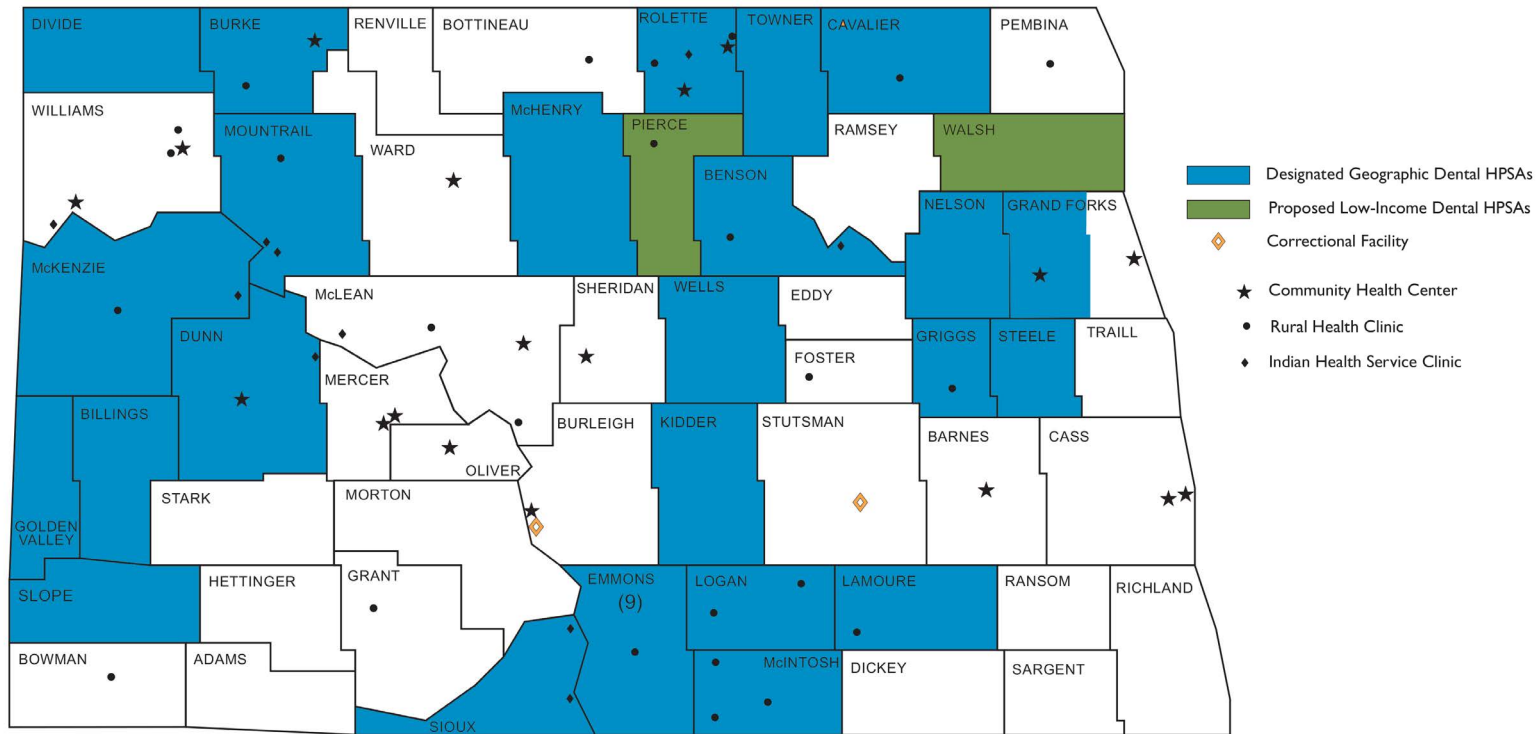 DIVIDE
BURKE
RENVILLE
BOTTINEAU
ROLETTE
TOWNER
CAVALIER
PEMBINA
WILLIAMS
MOUNTRAIL
WARD
McHENRY
PIERCE
RAMSEY
WALSH
BENSON
NELSON
GRAND FORKS
McKENZIE
McLEAN
SHERIDAN
WELLS
EDDY
DUNN
MERCER
FOSTER
GRIGGS
STEELE
TRAILL
BILLINGS
OLIVER
BURLEIGH
KIDDER
STUTSMAN
BARNES
CASS
GOLDEN
VALLEY
STARK
MORTON
SLOPE
HETTINGER
GRANT
EMMONS
(9)
LOGAN
LAMOURE
RANSOM
RICHLAND
BOWMAN
ADAMS
SIOUX
McINTOSH
DICKEY
SARGENT
Designated Geographic Dental HPSAs
Proposed Low-Income Dental HPSAs
Correctional Facility
Community Health Center
Rural Health Clinic
Indian Health Service Clinic